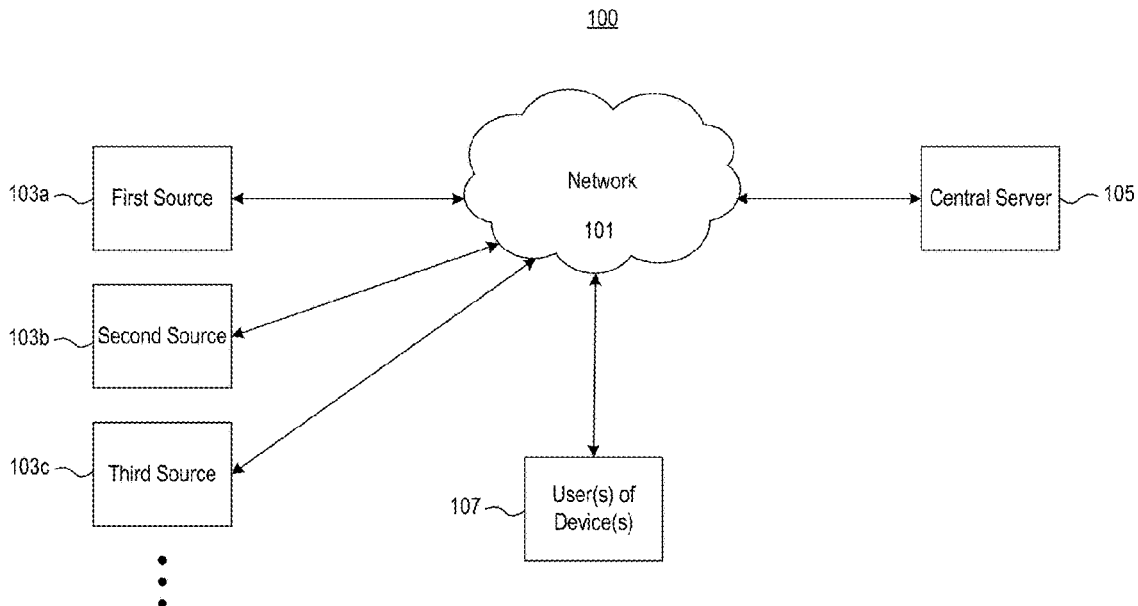 100
Network
101
103a
First Source
Central Server
105
103b
Second Source
103c
Third Source
107
User(s) of
Device(s)